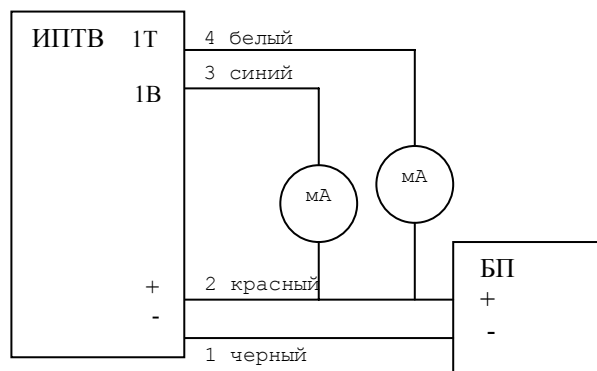 ИПТВ 1Т
4 белый
3 синий
1В
мА
мА
БП
+
2 красный
+
-
-
1 черный